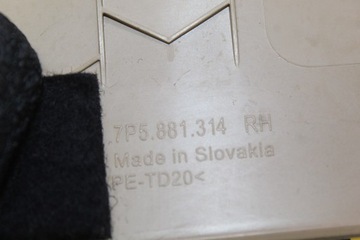 7P5.881.314 RH
Made in Slovakia
PE-TD20<